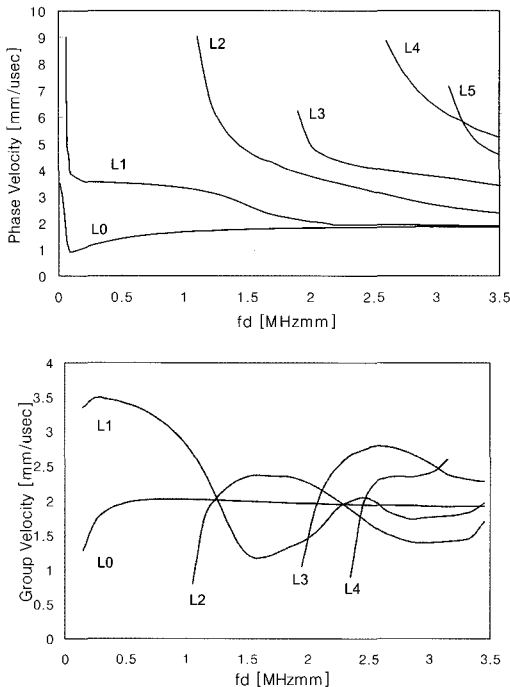 10
9
8
7
6
5
4
3
2
1
0
Phase Velocity [mm/usec]
L2
L4
L5
L3
L1
L0
0 0.5 1 1.5 2 2.5 3 3.5
fd [MHzmm]
4
3.5
3
2.5
2
1.5
1
0.5
0
Group Velocity [mm/usec]
L1
L0
L2
L3
L4
0 0.5 1 1.5 2 2.5 3 3.5
fd [MHzmm]